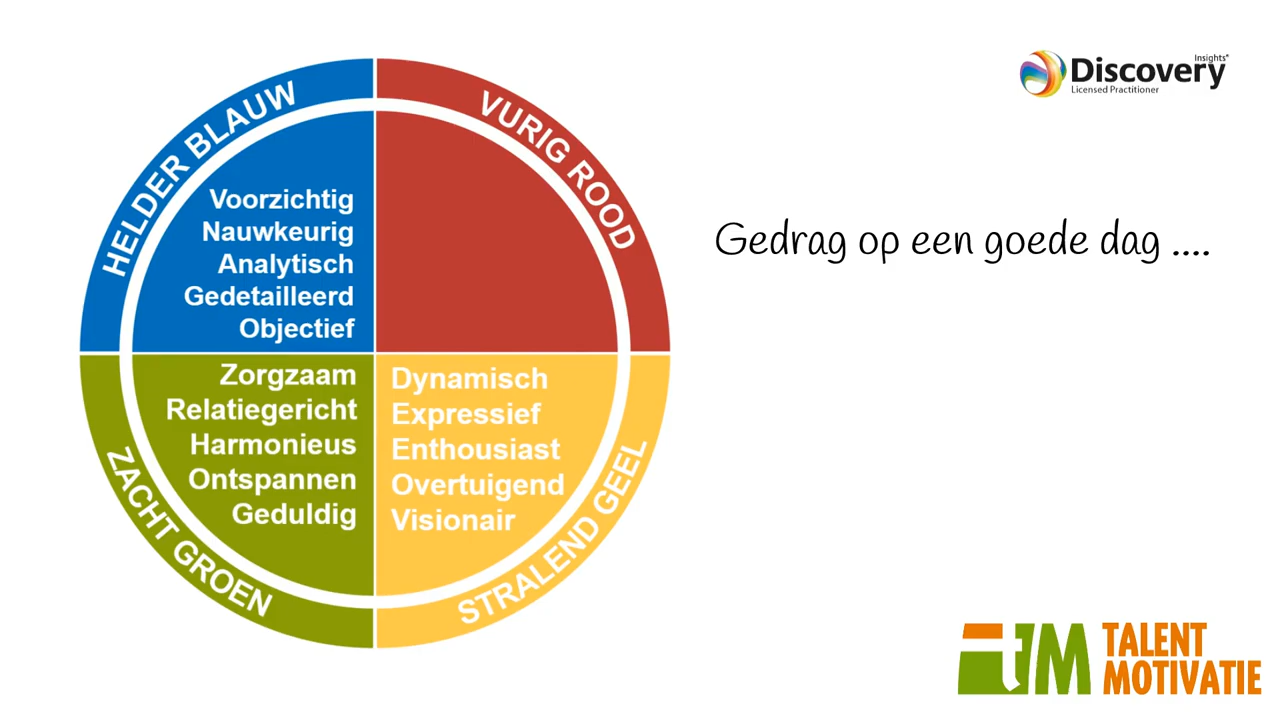 HELDER BLAUW
Voorzichtig
Nauwkeurig
Analytisch
Gedetailleerd
Objectief
VURIG ROOD
ZACHT GROEN
Zorgzaam
Relatiegericht
Harmonieus
Ontspannen
Geduldig
STRALEND GEEL
Dynamisch
Expressief
Enthousiast
Overtuigend
Visionair
Insights®
Discovery
Licensed Practitioner
Gedrag op een goede dag ....
iTM
TALENT
MOTIVATIE